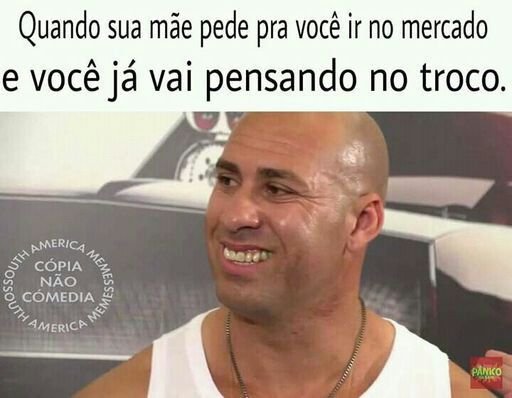 Quando sua mãe pede pra você ir no mercado
e você já vai pensando no troco.
SOUTH AMERICA MEMES
CÓPIA
NÃO
CÓMEDIA
SOUTH AMERICA MEMES
PÂNICO